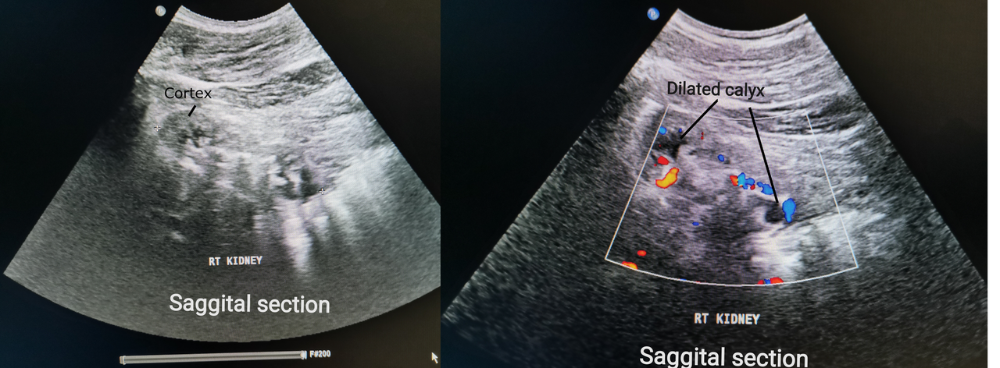 Cortex
RT KIDNEY
Saggital section
F#200
Dilated calyx
RT KIDNEY
Saggital section